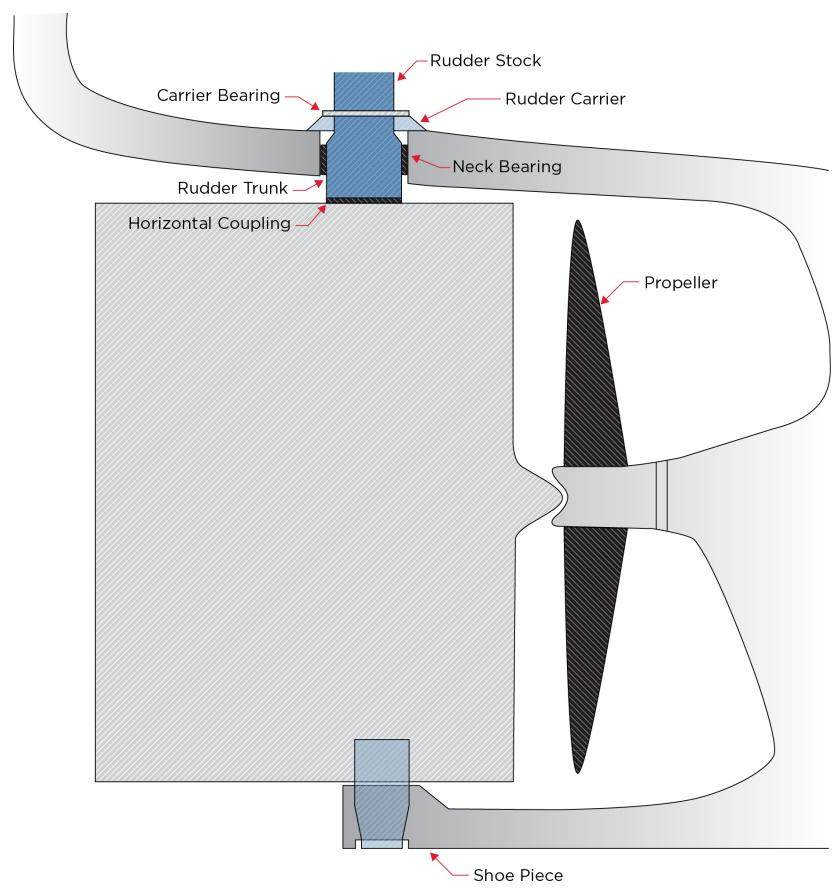 Rudder Stock
Carrier Bearing
Rudder Carrier
Neck Bearing
Rudder Trunk
Horizontal Coupling
Propeller
Shoe Piece